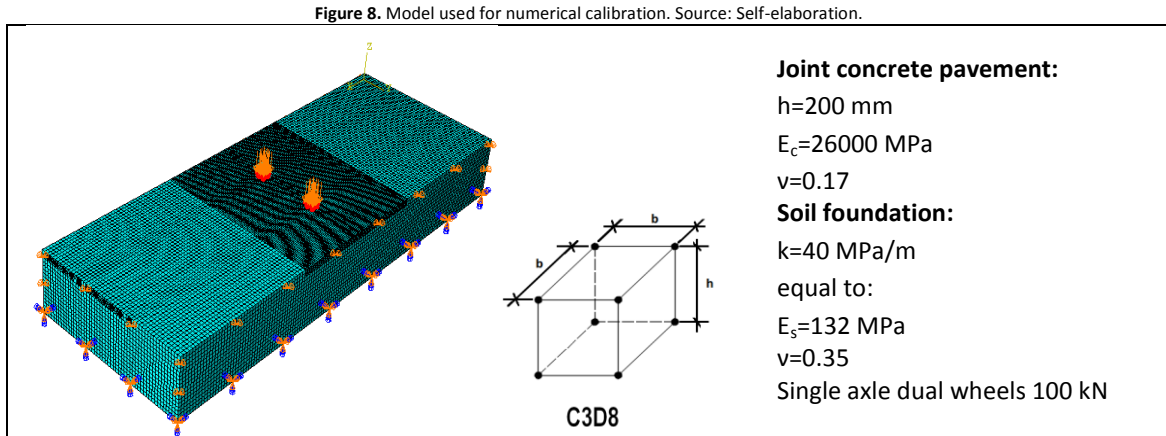 Figure 8. Model used for numerical calibration. Source: Self-elaboration.
Z
Joint concrete pavement:
h=200 mm
Ec=26000 MPa
ν=0.17
Soil foundation:
k=40 MPa/m
equal to:
Es=132 MPa
ν=0.35
Single axle dual wheels 100 kN
b
b
h
C3D8